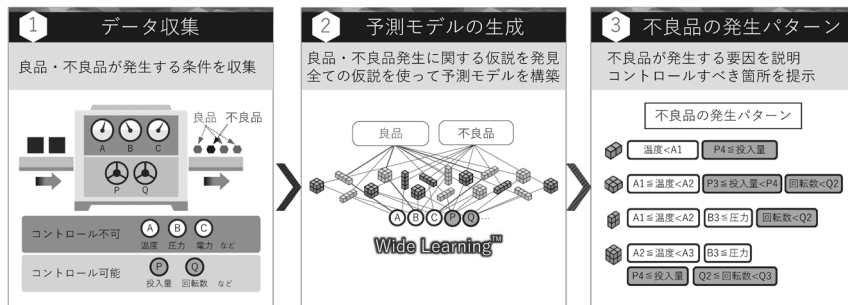 1 データ収集
良品・不良品が発生する条件を収集
良品 不良品
A B C
P Q
コントロール不可
A B C
温度 圧力 電力 など
コントロール可能
P Q
投入量 回転数 など
2 予測モデルの生成
良品・不良品発生に関する仮説を発見
全ての仮説を使って予測モデルを構築
良品 不良品
A B C P Q …
Wide Learning™
3 不良品の発生パターン
不良品が発生する要因を説明
コントロールすべき箇所を提示
不良品の発生パターン
温度<A1 P4≦投入量
A1≦温度<A2 P3≦投入量<P4 回転数<Q2
A1≦温度<A2 B3≦圧力 回転数<Q2
A2≦温度<A3 B3≦圧力
P4≦投入量 Q2≦回転数<Q3